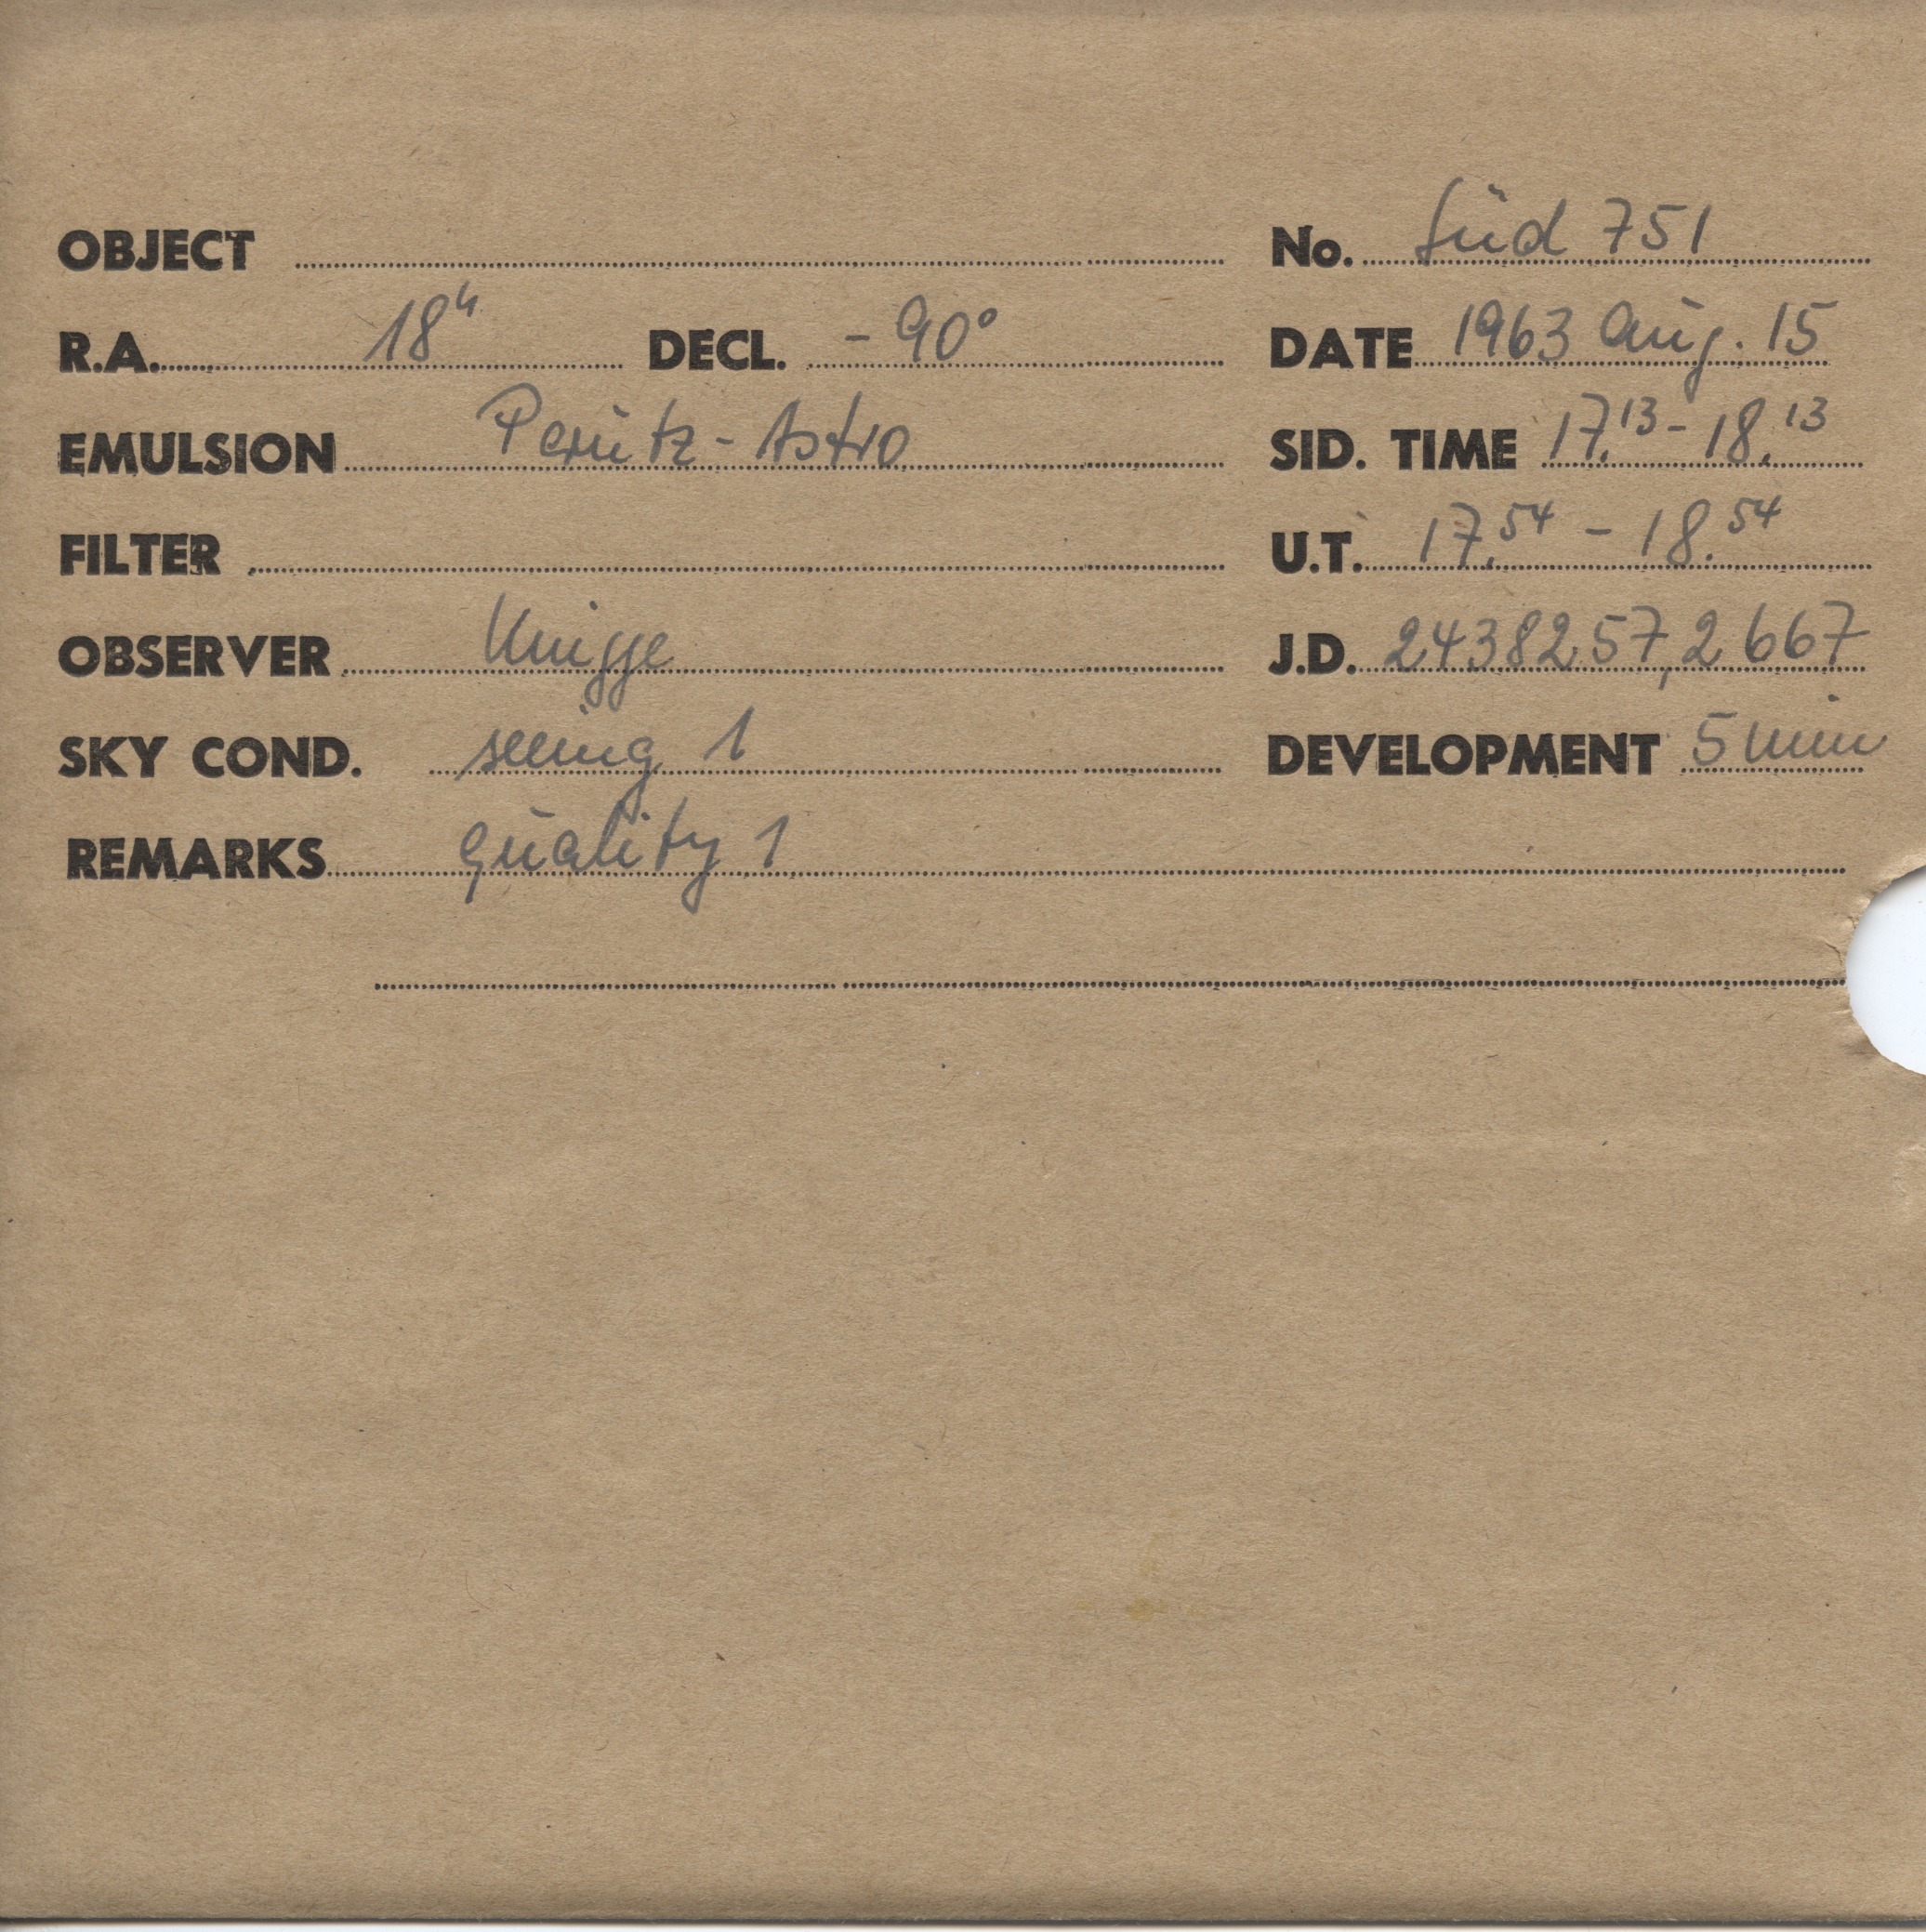 OBJECT No. Süd 751
R.A. 18h DECL. -90° DATE 1963 Aug. 15
EMULSION Perutz-Astro SID. TIME 17.13 - 18.13
FILTER U.T. 17.54 - 18.54
OBSERVER Knigge J.D. 2438257,2667
SKY COND. seeing 1 DEVELOPMENT 5 min
REMARKS quality 1